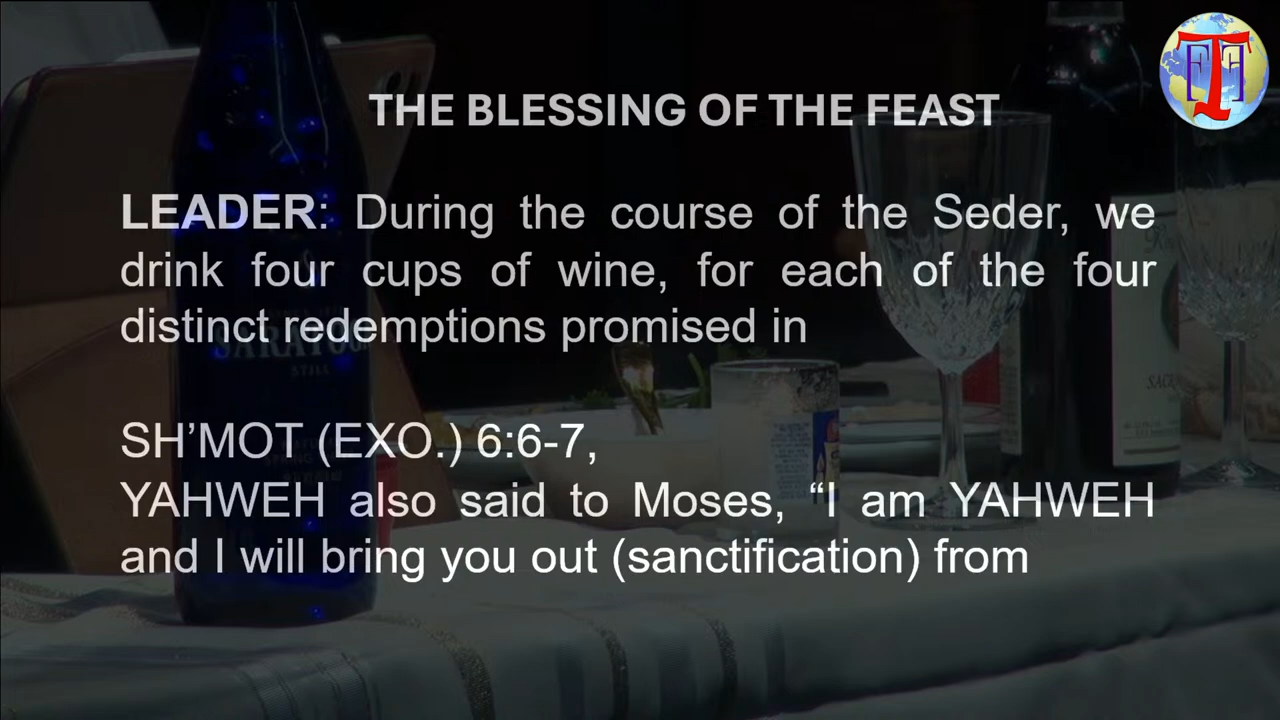 THE BLESSING OF THE FEAST
LEADER: During the course of the Seder, we
drink four cups of wine, for each of the four
distinct redemptions promised in
SH’MOT (EXO.) 6:6-7,
YAHWEH also said to Moses, “I am YAHWEH
and I will bring you out (sanctification) from
STILL